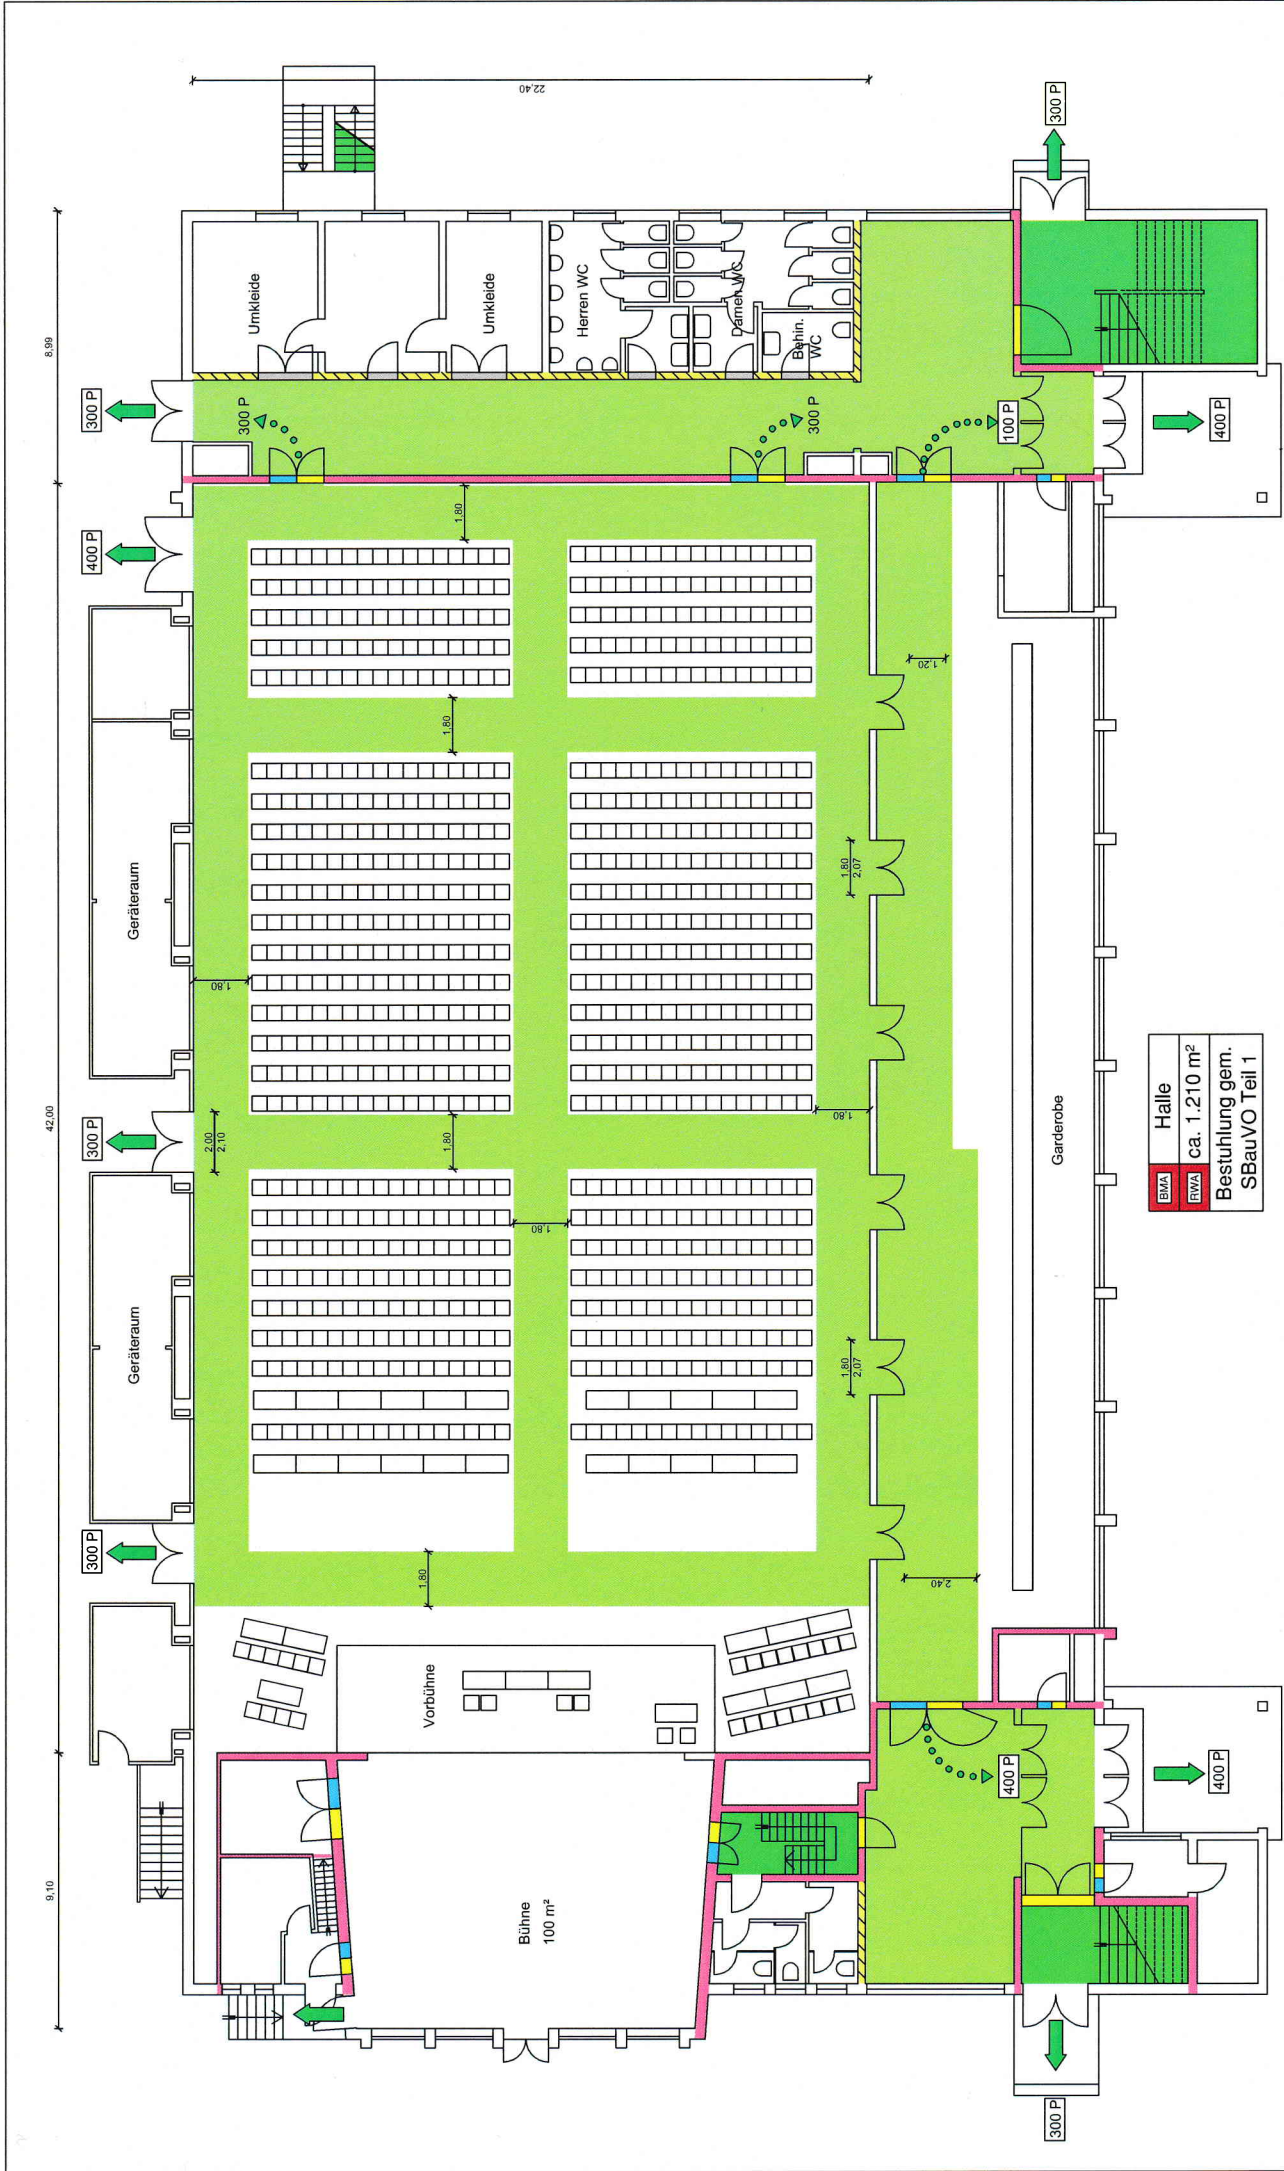 22,40
300 P
8,99
Umkleide
Umkleide
Herren WC
Damen WC
Behin.
WC
300 P
300 P
300 P
100 P
400 P
400 P
1,80
1,20
1,80
Geräteraum
1,80
2,07
1,80
42,00
300 P
2,00
2,10
1,80
1,80
Garderobe
BMA
Halle
RWA
ca. 1.210 m²
Bestuhlung gem.
SBauVO Teil 1
1,80
Geräteraum
1,80
2,07
300 P
1,80
2,40
Vorbühne
400 P
400 P
9,10
Bühne
100 m²
300 P